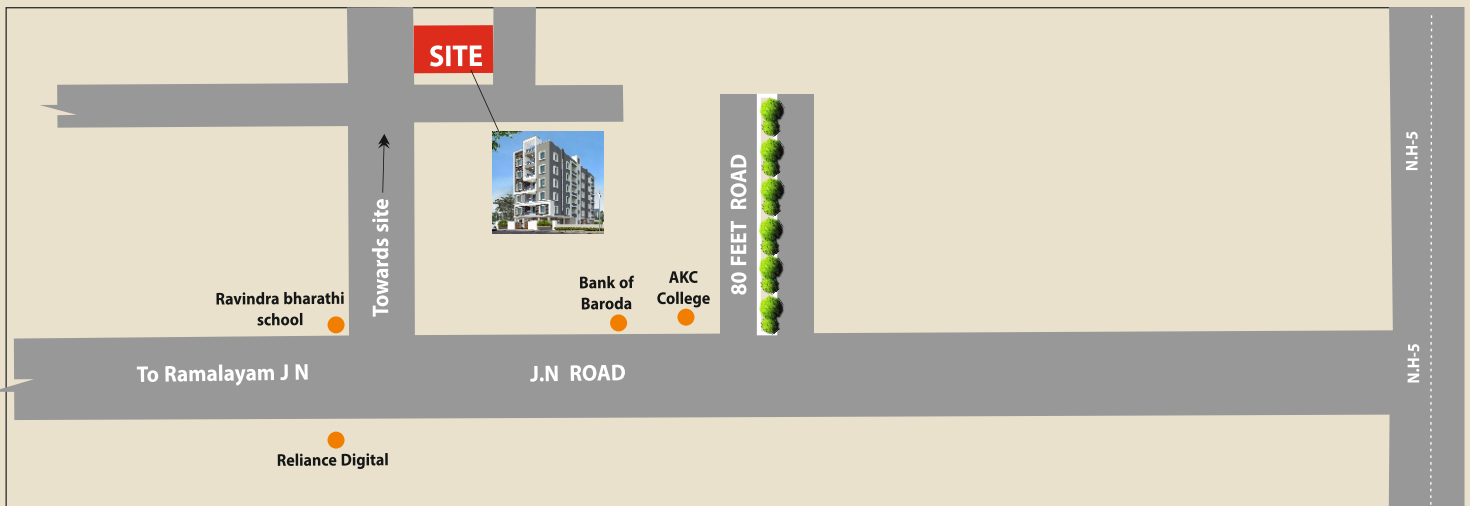 SITE
N.H-5
80 FEET ROAD
Towards site
Bank of
Baroda
AKC
College
Ravindra bharathi
school
To Ramalayam J N
J.N ROAD
N.H-5
Reliance Digital